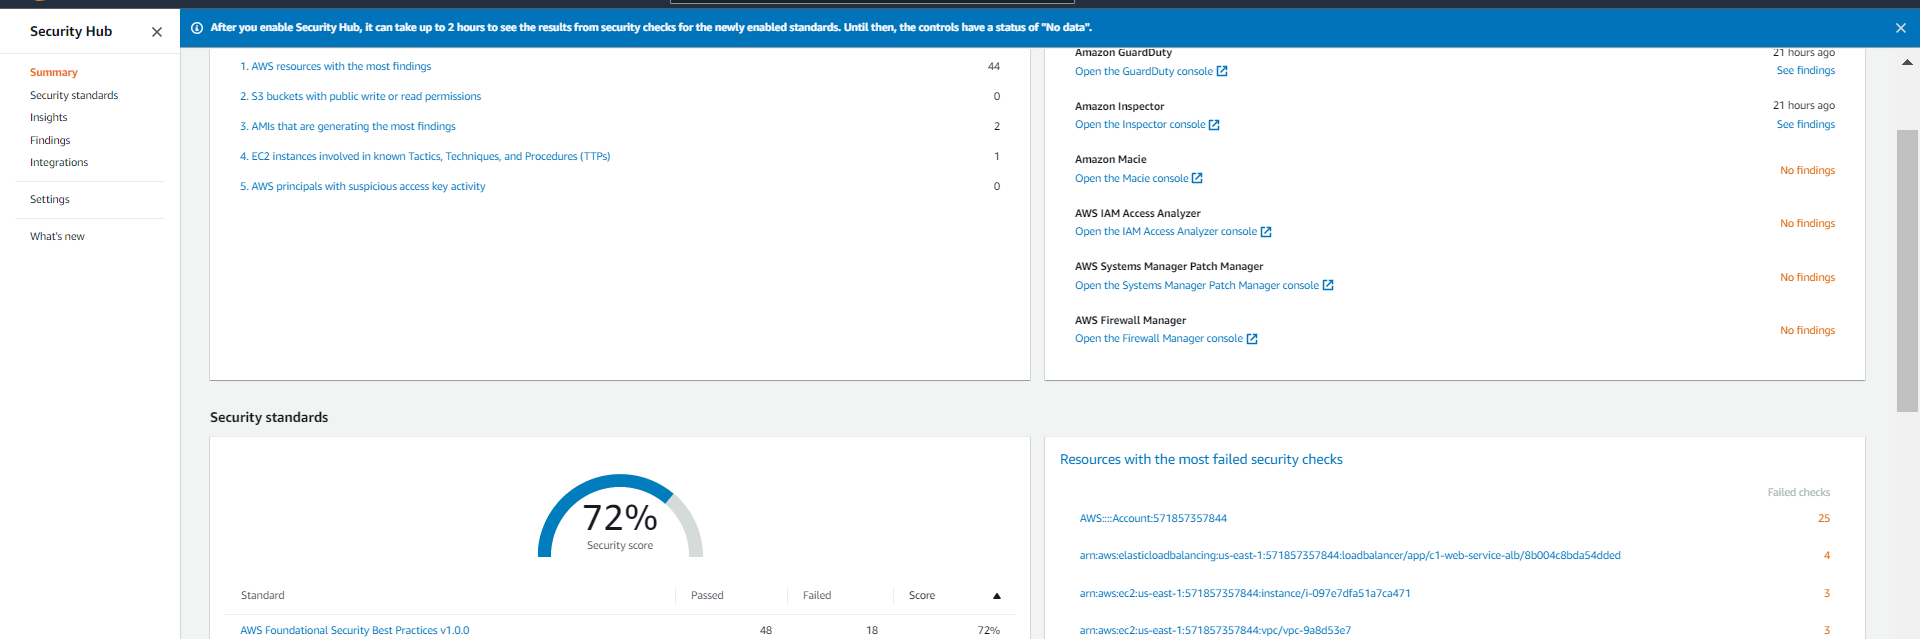 Security Hub
After you enable Security Hub, it can take up to 2 hours to see the results from security checks for the newly enabled standards. Until then, the controls have a status of "No data".
Summary
Security standards
Insights
Findings
Integrations
Settings
What's new
1. AWS resources with the most findings 44
2. S3 buckets with public write or read permissions 0
3. AMIs that are generating the most findings 2
4. EC2 instances involved in known Tactics, Techniques, and Procedures (TTPs) 1
5. AWS principals with suspicious access key activity 0
Amazon GuardDuty 21 hours ago
Open the GuardDuty console See findings
Amazon Inspector 21 hours ago
Open the Inspector console See findings
Amazon Macie
Open the Macie console No findings
AWS IAM Access Analyzer
Open the IAM Access Analyzer console No findings
AWS Systems Manager Patch Manager
Open the Systems Manager Patch Manager console No findings
AWS Firewall Manager
Open the Firewall Manager console No findings
Security standards
72%
Security score
Standard Passed Failed Score
AWS Foundational Security Best Practices v1.0.0 48 18 72%
Resources with the most failed security checks
Failed checks
AWS::::Account:571857357844 25
arn:aws:elasticloadbalancing:us-east-1:571857357844:loadbalancer/app/c1-web-service-alb/8b004c8bda54dded 4
arn:aws:ec2:us-east-1:571857357844:instance/i-097e7dfa51a7ca471 3
arn:aws:ec2:us-east-1:571857357844:vpc/vpc-9a8d53e7 3